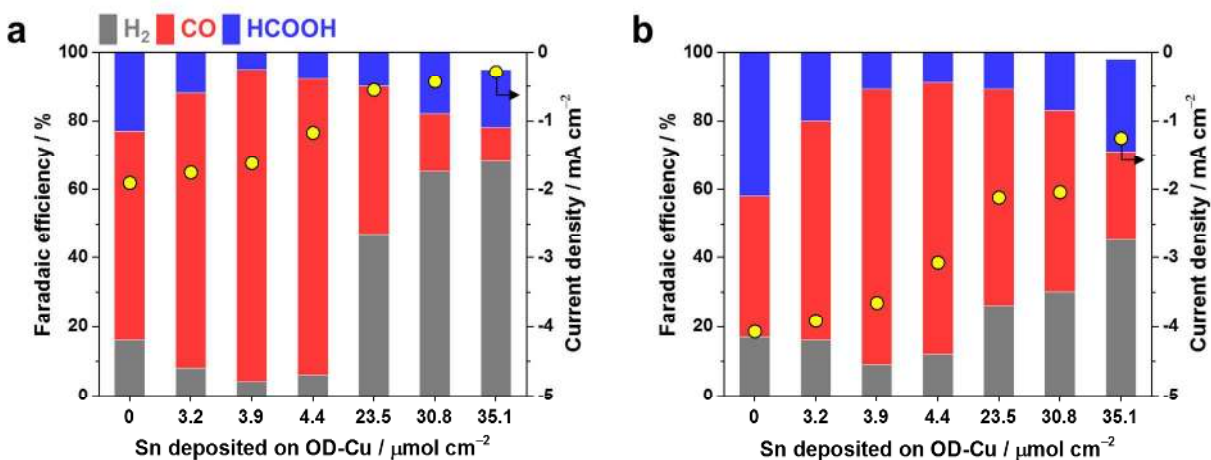 a
H₂ CO HCOOH
Faradaic efficiency / %
100
80
60
40
20
0
0
-1
-2
-3
-4
-5
Current density / mA cm⁻²
0 3.2 3.9 4.4 23.5 30.8 35.1
Sn deposited on OD-Cu / μmol cm⁻²
b
Faradaic efficiency / %
100
80
60
40
20
0
0
-1
-2
-3
-4
-5
Current density / mA cm⁻²
0 3.2 3.9 4.4 23.5 30.8 35.1
Sn deposited on OD-Cu / μmol cm⁻²